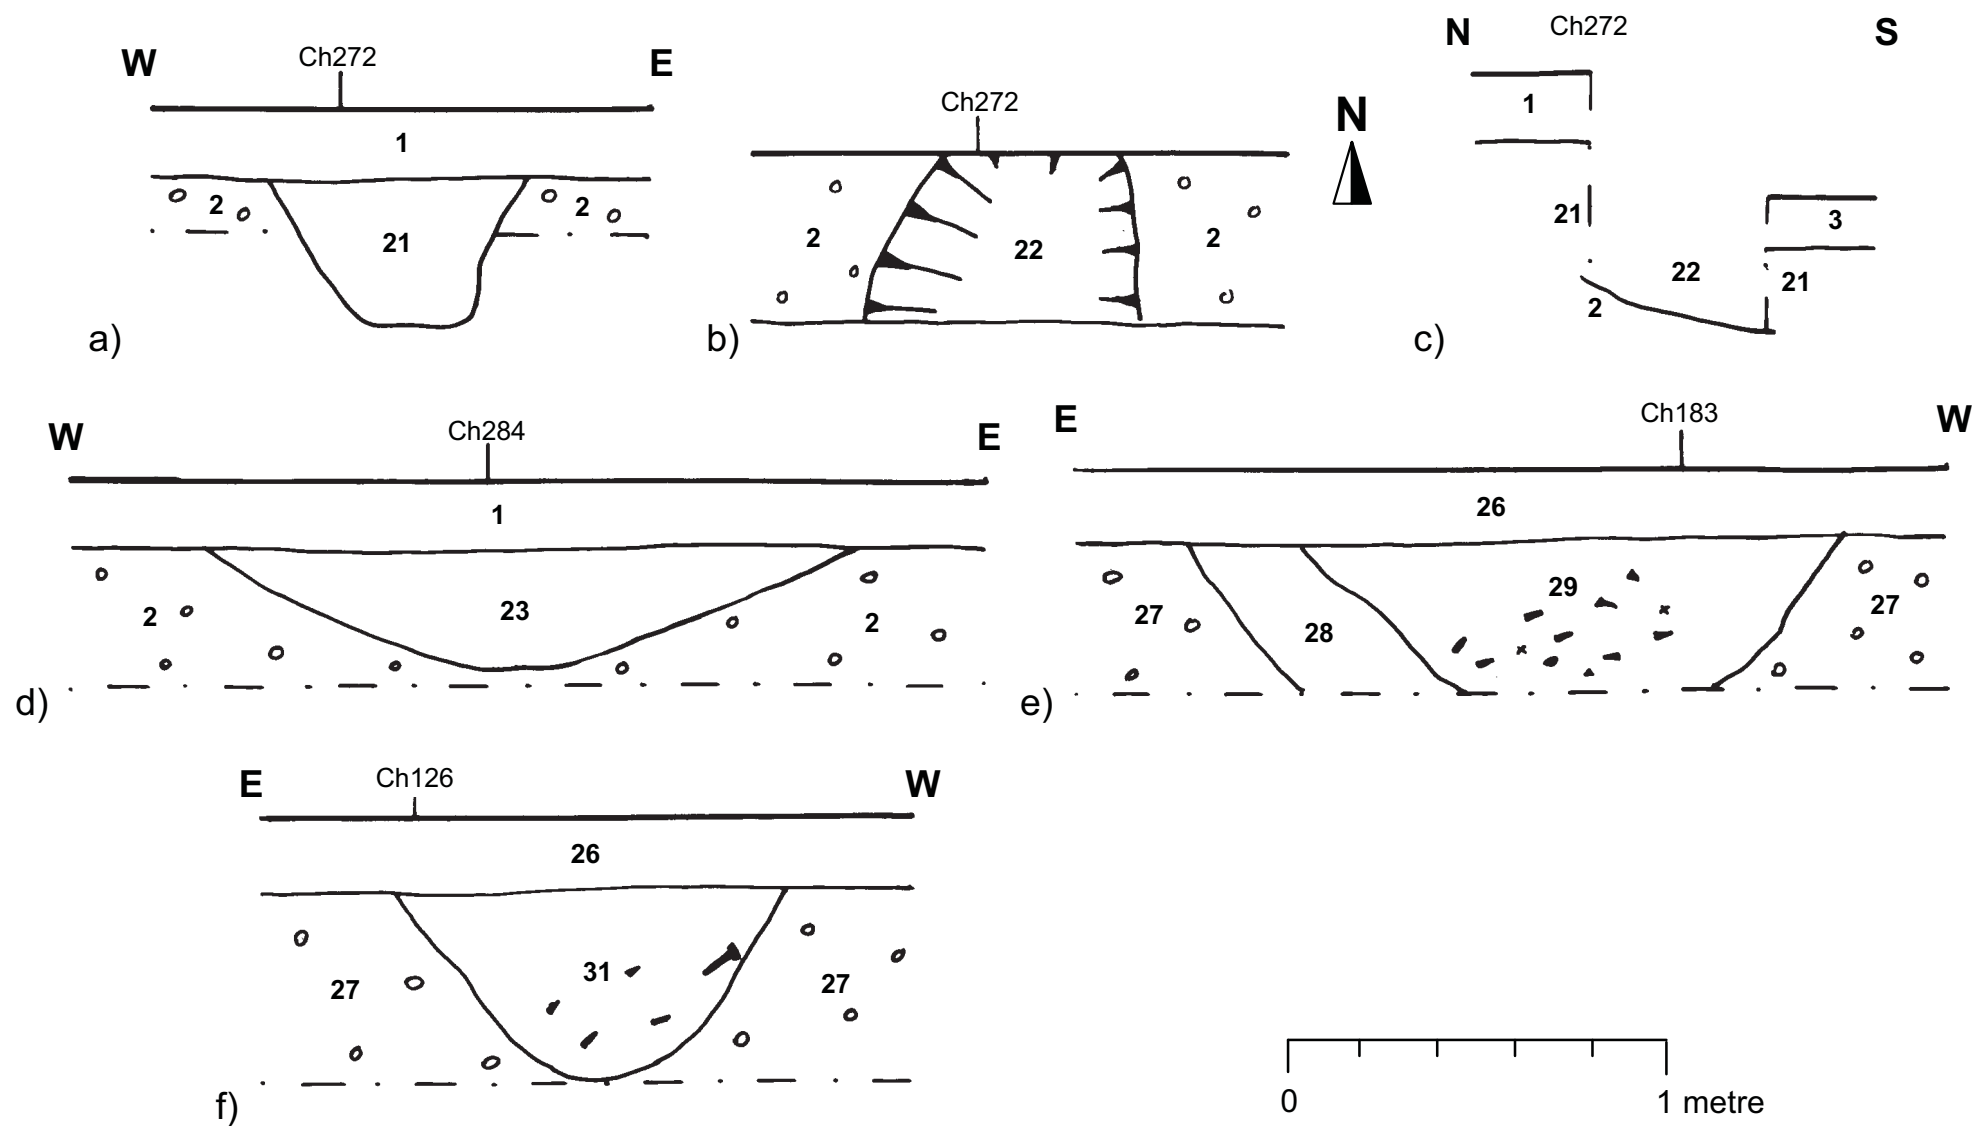 W Ch272 E
1
2 21 2
a)
Ch272
2 22 2
b)
N
N Ch272 S
1
21 3
22 21
2
c)
W Ch284 E
1
2 23 2
d)
E Ch183 W
26
27 28 29 27
e)
E Ch126 W
26
27 31 27
f)
0 1 metre